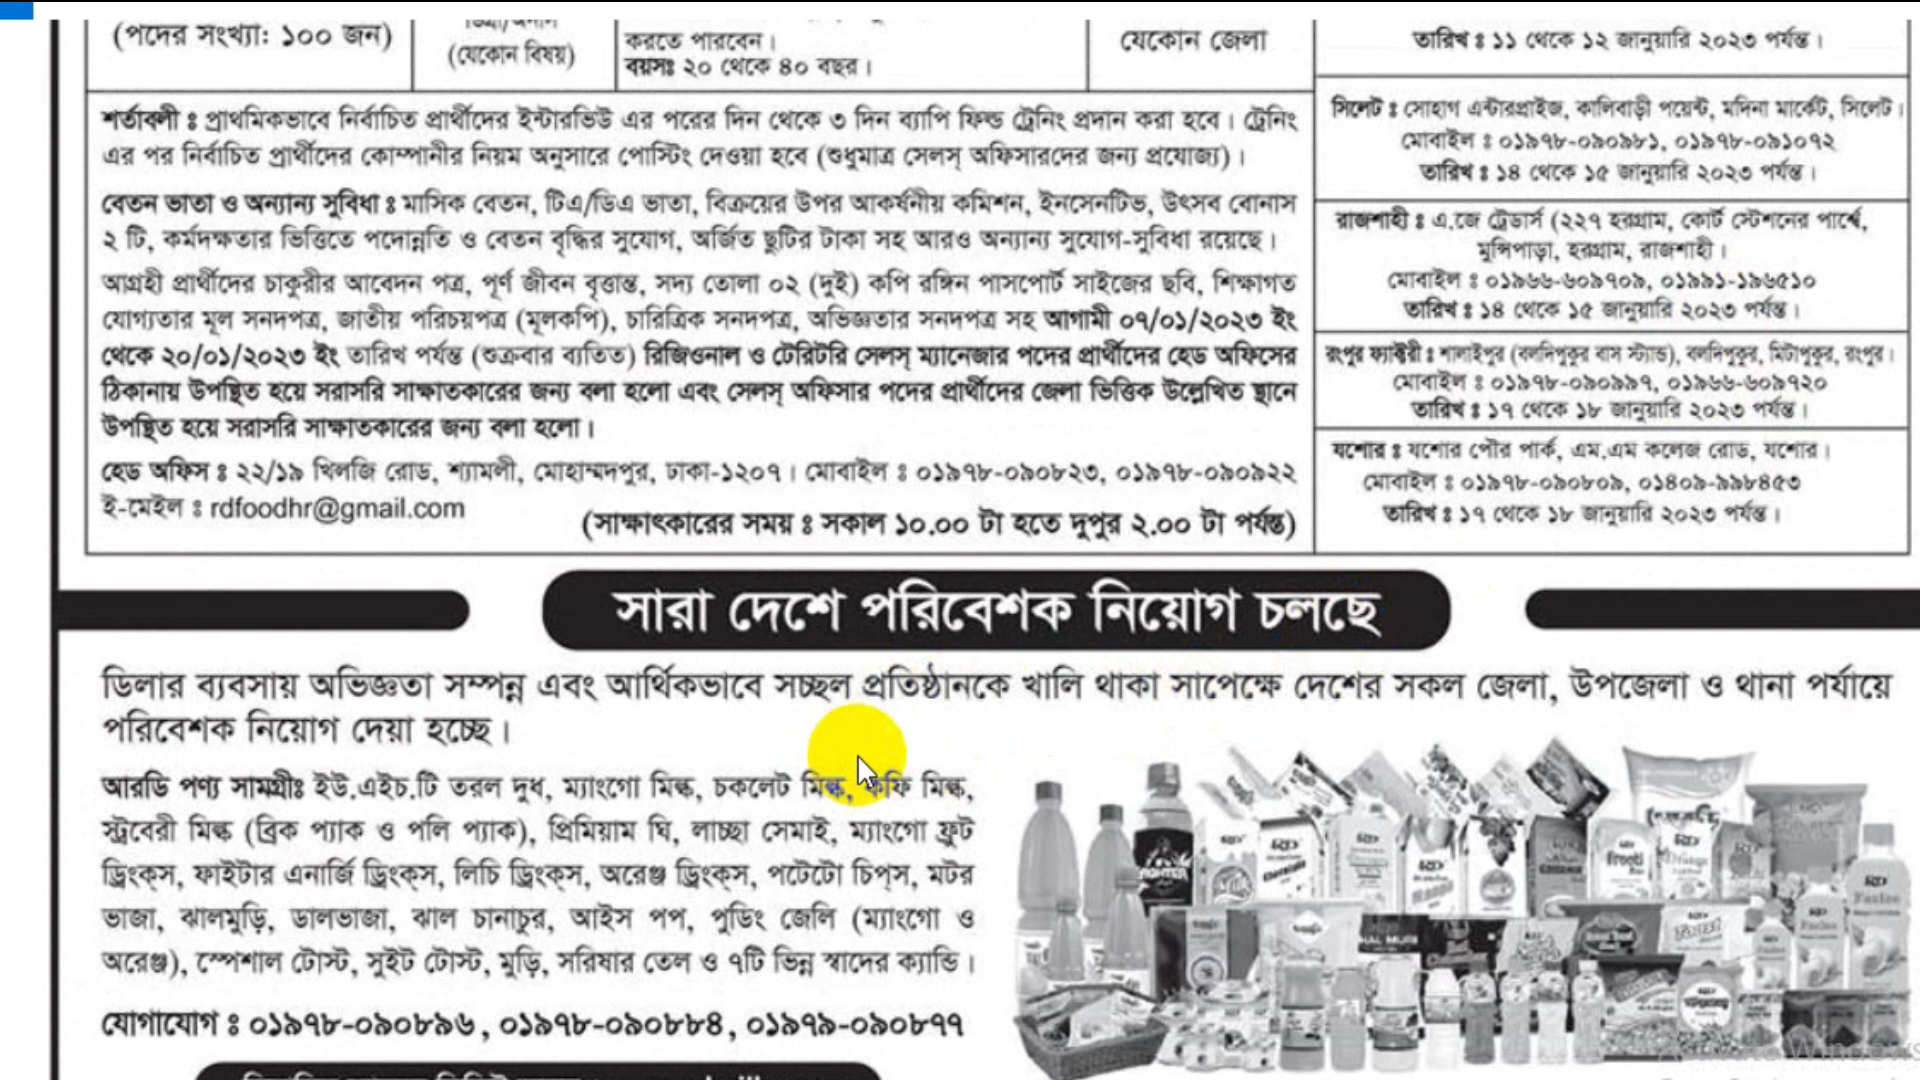 (পদের সংখ্যা: ১০০ জন)
(যেকোন বিষয়)
করতে পারবেন।
বয়সঃ ২০ থেকে ৪০ বছর।
যেকোন জেলা
শর্তাবলী ঃ প্রাথমিকভাবে নির্বাচিত প্রার্থীদের ইন্টারভিউ এর পরের দিন থেকে ৩ দিন ব্যাপি ফিল্ড ট্রেনিং প্রদান করা হবে। ট্রেনিং
এর পর নির্বাচিত প্রার্থীদের কোম্পানীর নিয়ম অনুসারে পোস্টিং দেওয়া হবে (শুধুমাত্র সেলস্ অফিসারদের জন্য প্রযোজ্য)।
বেতন ভাতা ও অন্যান্য সুবিধা ঃ মাসিক বেতন, টিএ/ডিএ ভাতা, বিক্রয়ের উপর আকর্ষনীয় কমিশন, ইনসেনটিভ, উৎসব বোনাস
২ টি, কর্মদক্ষতার ভিত্তিতে পদোন্নতি ও বেতন বৃদ্ধির সুযোগ, অর্জিত ছুটির টাকা সহ আরও অন্যান্য সুযোগ-সুবিধা রয়েছে।
আগ্রহী প্রার্থীদের চাকুরীর আবেদন পত্র, পূর্ণ জীবন বৃত্তান্ত, সদ্য তোলা ০২ (দুই) কপি রঙ্গিন পাসপোর্ট সাইজের ছবি, শিক্ষাগত
যোগ্যতার মূল সনদপত্র, জাতীয় পরিচয়পত্র (মূলকপি), চারিত্রিক সনদপত্র, অভিজ্ঞতার সনদপত্র সহ আগামী ০৭/০১/২০২৩ ইং
থেকে ২০/০১/২০২৩ ইং তারিখ পর্যন্ত (শুক্রবার ব্যতিত) রিজিওনাল ও টেরিটরি সেলস্ ম্যানেজার পদের প্রার্থীদের হেড অফিসের
ঠিকানায় উপস্থিত হয়ে সরাসরি সাক্ষাতকারের জন্য বলা হলো এবং সেলস্ অফিসার পদের প্রার্থীদের জেলা ভিত্তিক উল্লেখিত স্থানে
উপস্থিত হয়ে সরাসরি সাক্ষাতকারের জন্য বলা হলো।
হেড অফিস ঃ ২২/১৯ খিলজি রোড, শ্যামলী, মোহাম্মদপুর, ঢাকা-১২০৭। মোবাইল ঃ ০১৯৭৮-০৯০৮২৩, ০১৯৭৮-০৯০৯২২
ই-মেইল ঃ rdfoodhr@gmail.com
(সাক্ষাৎকারের সময় ঃ সকাল ১০.০০ টা হতে দুপুর ২.০০ টা পর্যন্ত)
তারিখ ঃ ১১ থেকে ১২ জানুয়ারি ২০২৩ পর্যন্ত।
সিলেট ঃ সোহাগ এন্টারপ্রাইজ, কালিবাড়ী পয়েন্ট, মদিনা মার্কেট, সিলেট।
মোবাইল ঃ ০১৯৭৮-০৯০৯৮১, ০১৯৭৮-০৯১০৭২
তারিখ ঃ ১৪ থেকে ১৫ জানুয়ারি ২০২৩ পর্যন্ত।
রাজশাহী ঃ এ.জে ট্রেডার্স (২২৭ হরগ্রাম, কোর্ট স্টেশনের পার্শ্বে,
মুন্সিপাড়া, হরগ্রাম, রাজশাহী।
মোবাইল ঃ ০১৯৬৬-৬০৯৭০৯, ০১৯৯১-১৯৬৫১০
তারিখ ঃ ১৪ থেকে ১৫ জানুয়ারি ২০২৩ পর্যন্ত।
রংপুর ফ্যাক্টরী ঃ শালাইপুর (বলদিপুকুর বাস স্ট্যান্ড), বলদিপুকুর, মিটাপুকুর, রংপুর।
মোবাইল ঃ ০১৯৭৮-০৯০৯৯৭, ০১৯৬৬-৬০৯৭২০
তারিখ ঃ ১৭ থেকে ১৮ জানুয়ারি ২০২৩ পর্যন্ত।
যশোর ঃ যশোর পৌর পার্ক, এম.এম কলেজ রোড, যশোর।
মোবাইল ঃ ০১৯৭৮-০৯০৮০৯, ০১৪০৯-৯৯৮৪৫৩
তারিখ ঃ ১৭ থেকে ১৮ জানুয়ারি ২০২৩ পর্যন্ত।
সারা দেশে পরিবেশক নিয়োগ চলছে
ডিলার ব্যবসায় অভিজ্ঞতা সম্পন্ন এবং আর্থিকভাবে সচ্ছল প্রতিষ্ঠানকে খালি থাকা সাপেক্ষে দেশের সকল জেলা, উপজেলা ও থানা পর্যায়ে
পরিবেশক নিয়োগ দেয়া হচ্ছে।
আরডি পণ্য সামগ্রীঃ ইউ.এইচ.টি তরল দুধ, ম্যাংগো মিল্ক, চকলেট মিল্ক, কফি মিল্ক,
স্ট্রবেরী মিল্ক (ব্রিক প্যাক ও পলি প্যাক), প্রিমিয়াম ঘি, লাচ্ছা সেমাই, ম্যাংগো ফ্রুট
ড্রিংক্স, ফাইটার এনার্জি ড্রিংক্স, লিচি ড্রিংক্স, অরেঞ্জ ড্রিংক্স, পটেটো চিপ্স, মটর
ভাজা, ঝালমুড়ি, ডালভাজা, ঝাল চানাচুর, আইস পপ, পুডিং জেলি (ম্যাংগো ও
অরেঞ্জ), স্পেশাল টোস্ট, সুইট টোস্ট, মুড়ি, সরিষার তেল ও ৭টি ভিন্ন স্বাদের ক্যান্ডি।
যোগাযোগ ঃ ০১৯৭৮-০৯০৮৯৬, ০১৯৭৮-০৯০৮৮৪, ০১৯৭৯-০৯০৮৭৭